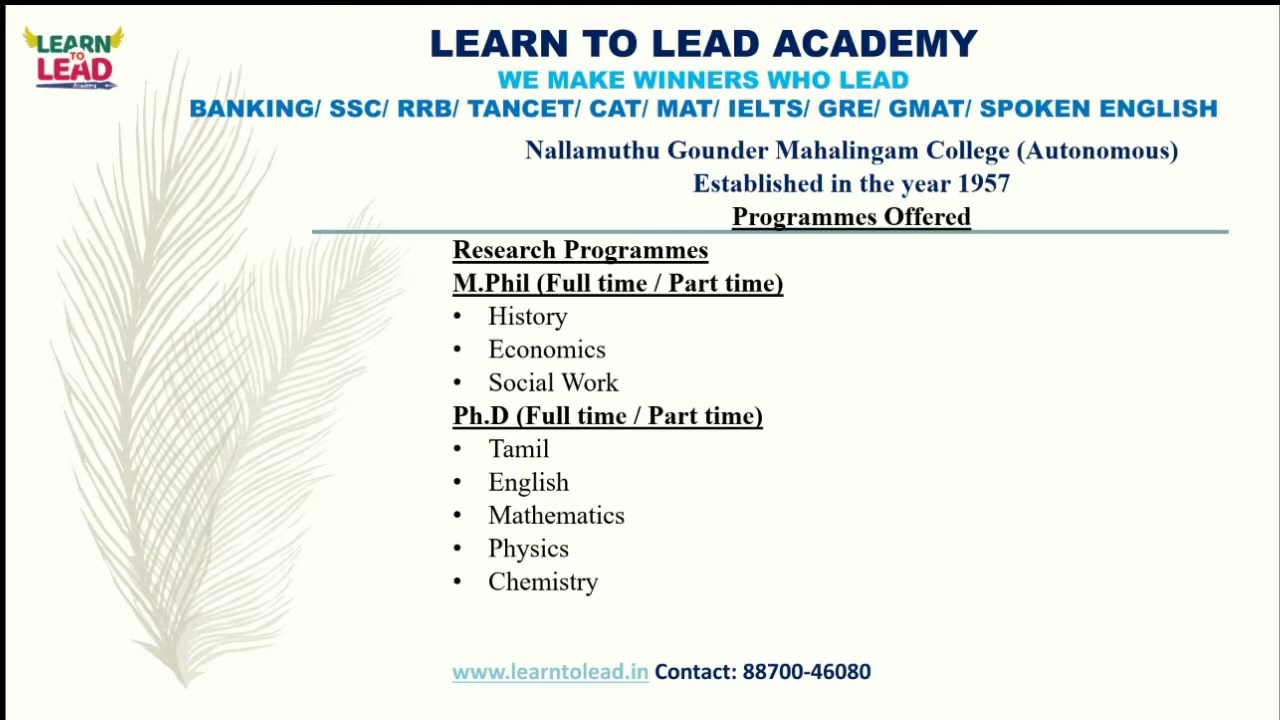 LEARN
TO
LEAD
Academy
LEARN TO LEAD ACADEMY
WE MAKE WINNERS WHO LEAD
BANKING/ SSC/ RRB/ TANCET/ CAT/ MAT/ IELTS/ GRE/ GMAT/ SPOKEN ENGLISH
Nallamuthu Gounder Mahalingam College (Autonomous)
Established in the year 1957
Programmes Offered
Research Programmes
M.Phil (Full time / Part time)
• History
• Economics
• Social Work
Ph.D (Full time / Part time)
• Tamil
• English
• Mathematics
• Physics
• Chemistry
www.learntolead.in Contact: 88700-46080